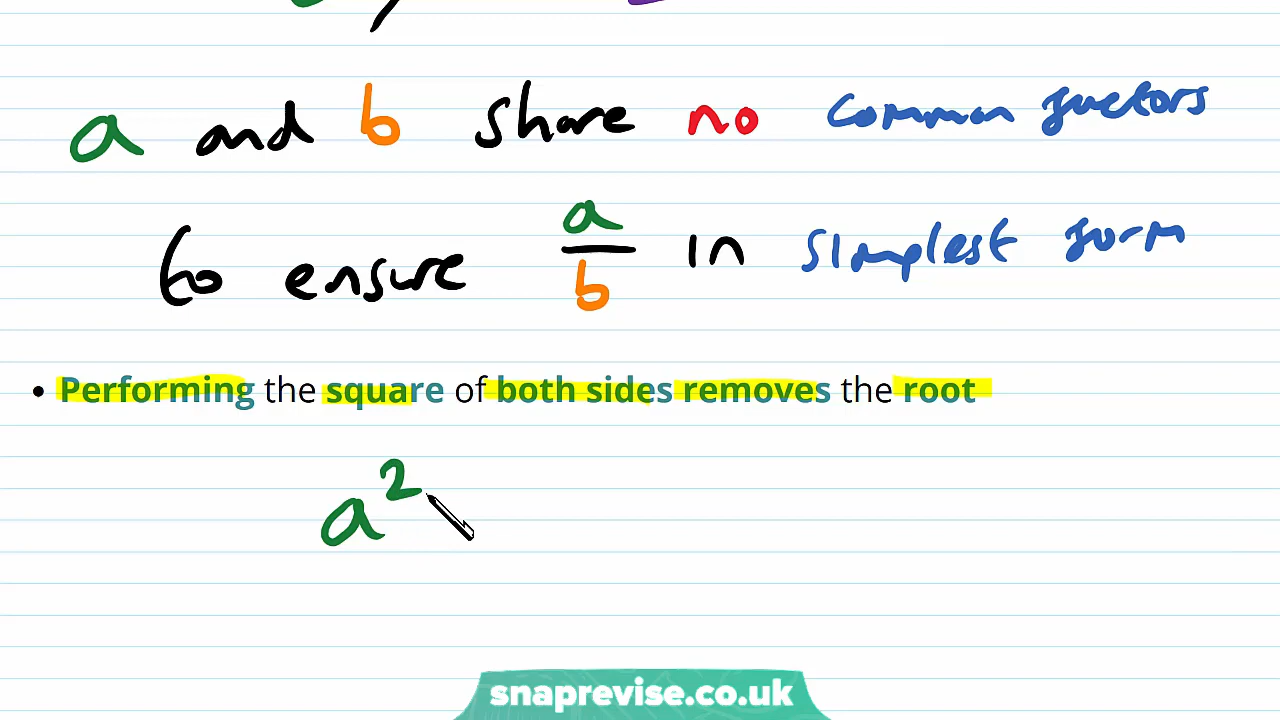 a and b share no common factors
to ensure a/b in simplest form
• Performing the square of both sides removes the root
a²
snaprevise.co.uk